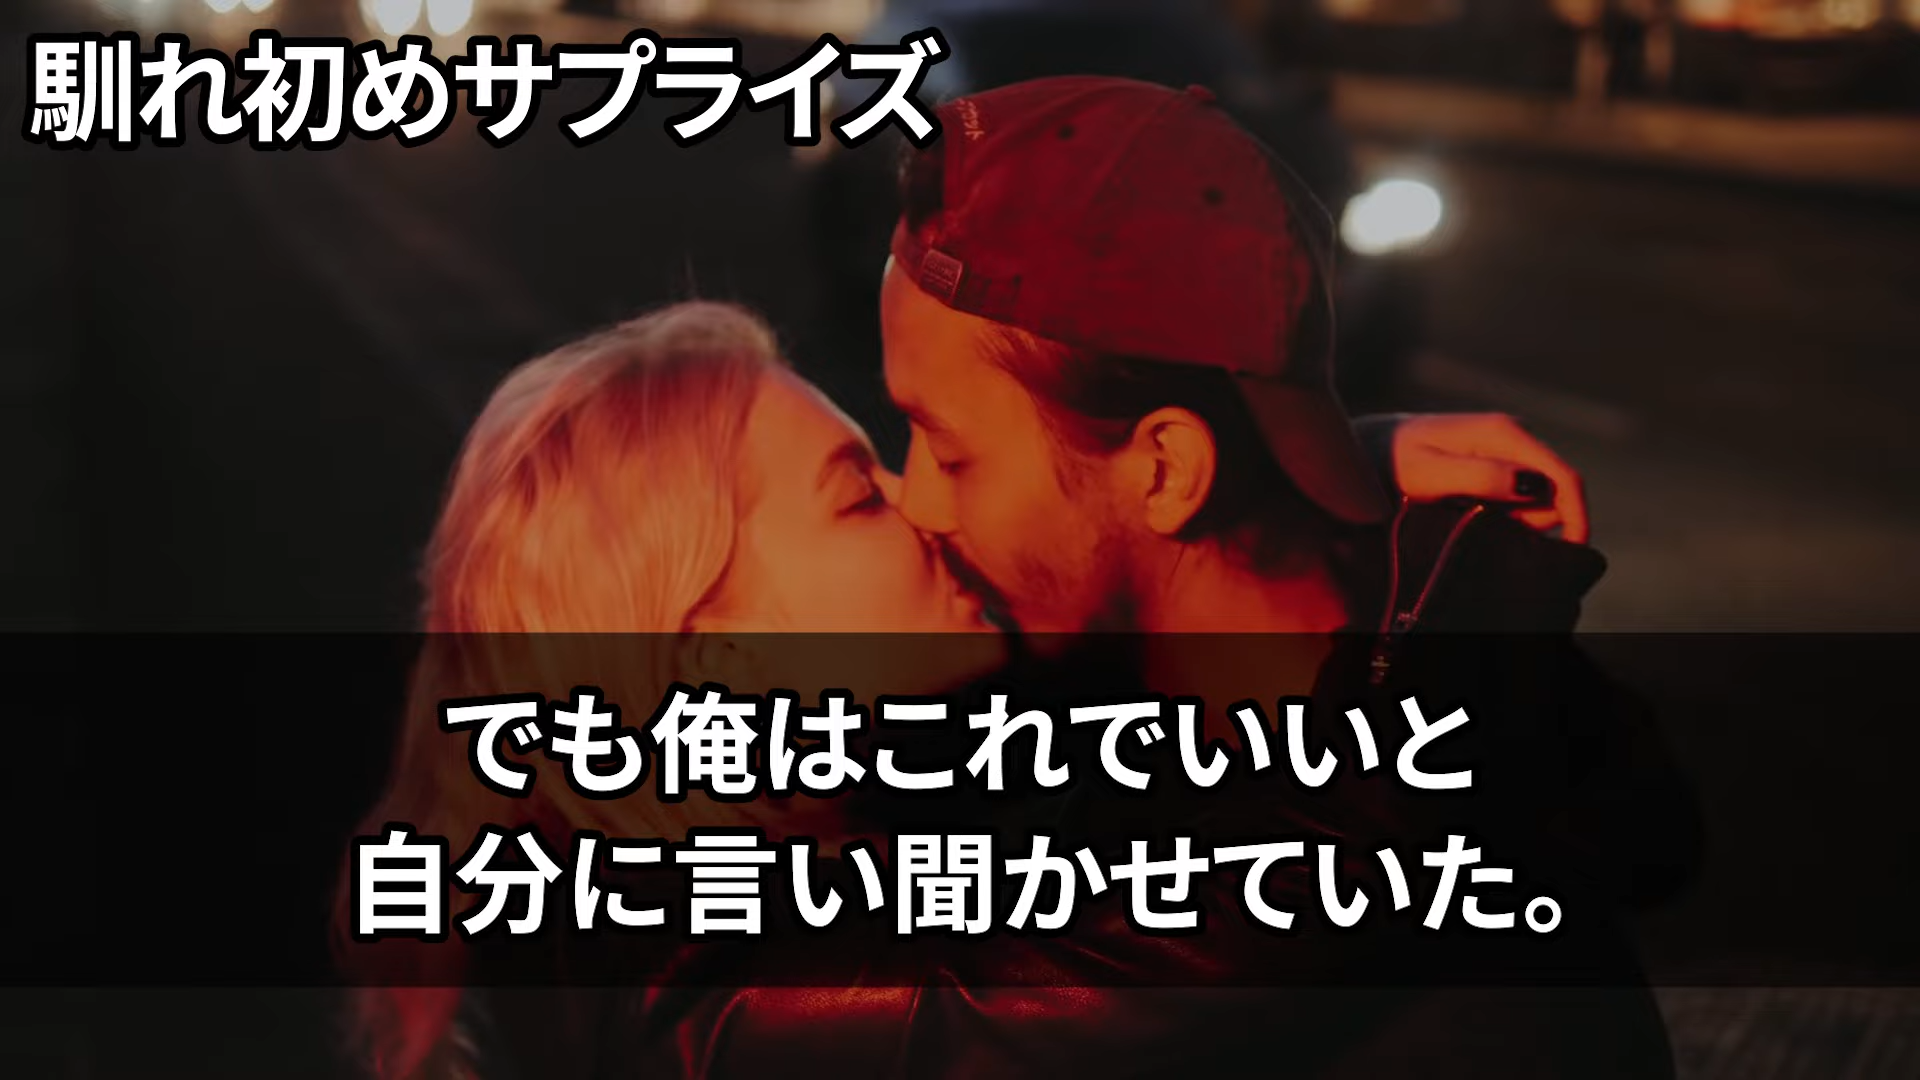 馴れ初めサプライズ
でも俺はこれでいいと
自分に言い聞かせていた。